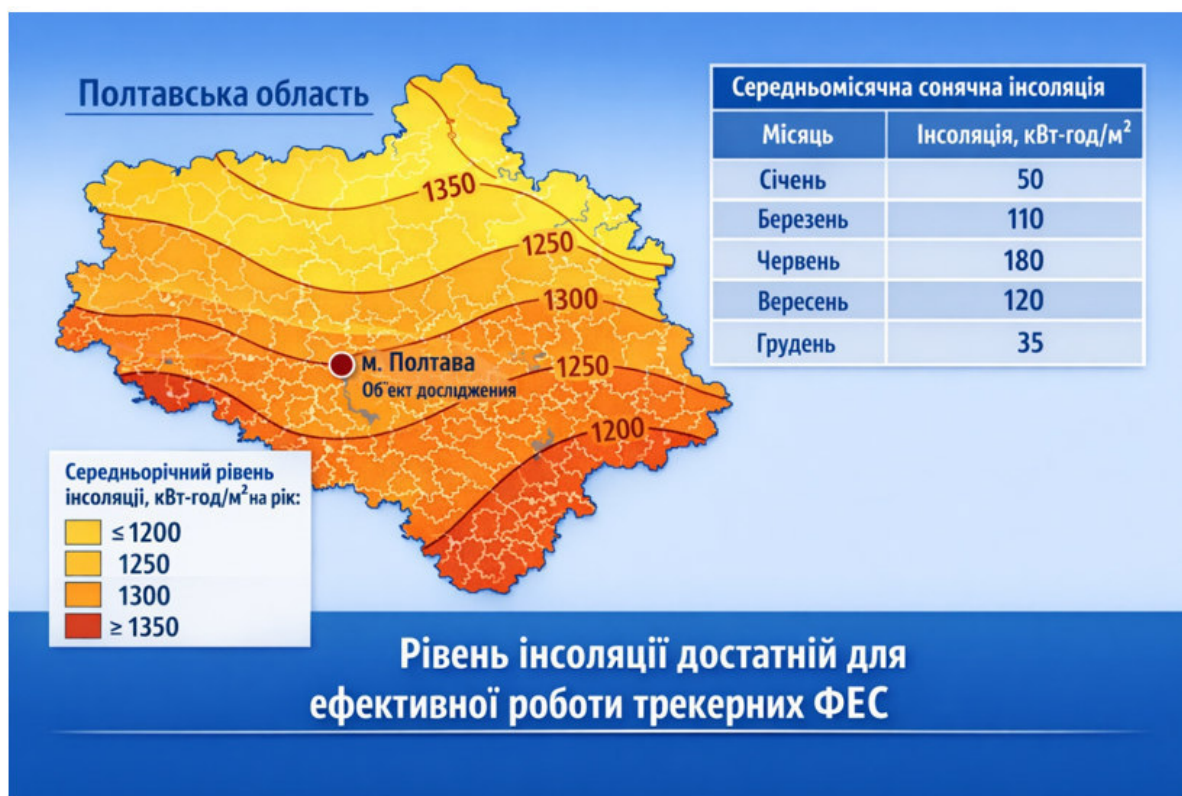 Полтавська область
1350
1250
1300
м. Полтава
Об'єкт дослідження
1250
1200
Середньорічний рівень
інсоляції, кВт-год/м² на рік:
≤ 1200
1250
1300
≥ 1350
Середньомісячна сонячна інсоляція
Місяць Інсоляція, кВт-год/м²
Січень 50
Березень 110
Червень 180
Вересень 120
Грудень 35
Рівень інсоляції достатній для
ефективної роботи трекерних ФЕС